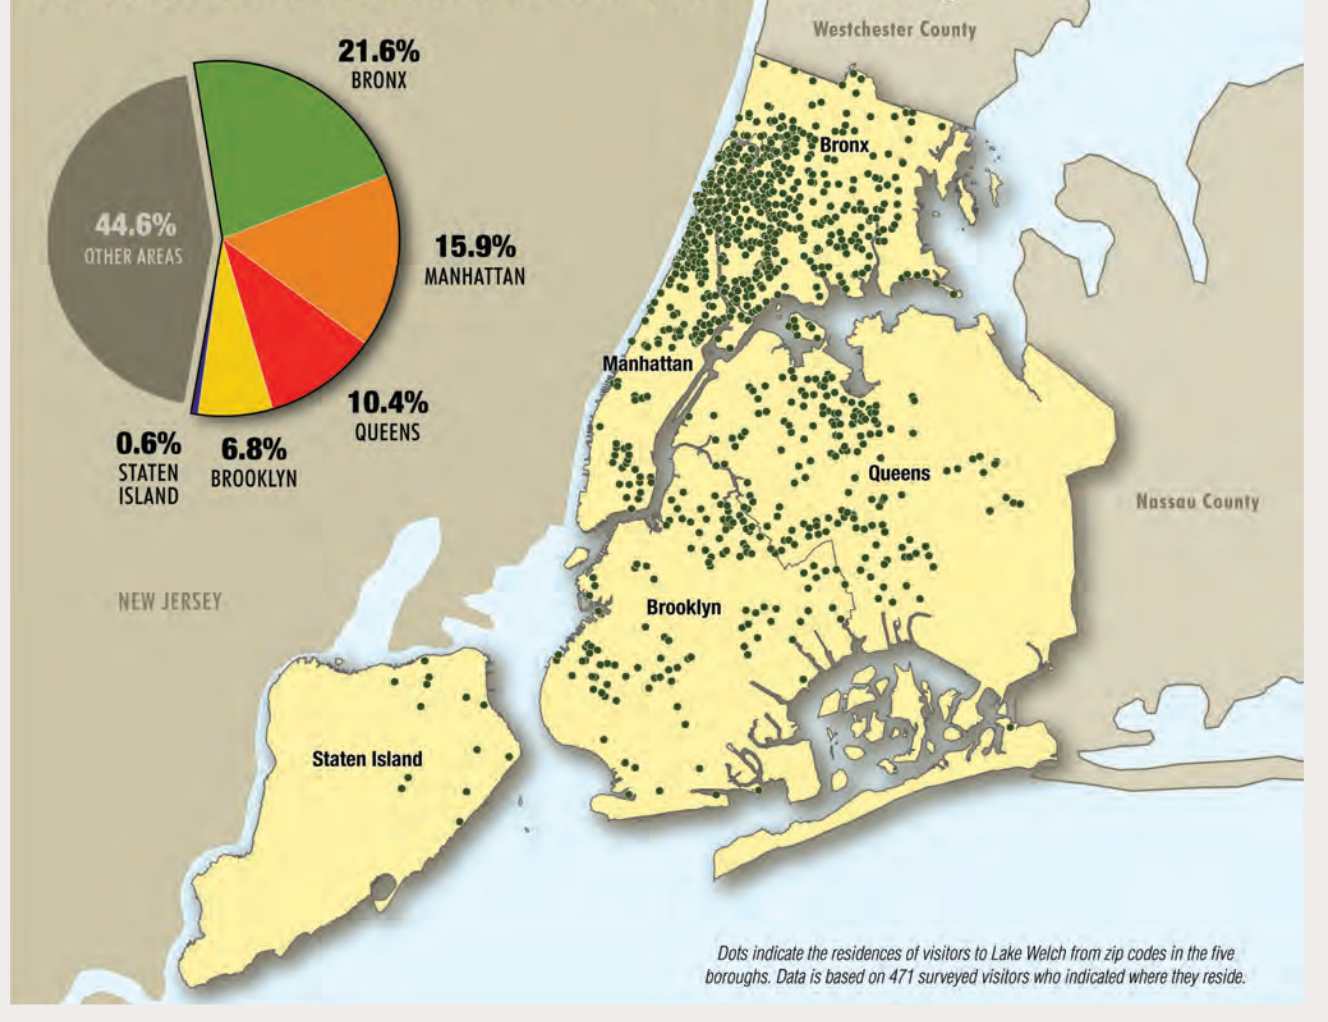 Westchester County
21.6%
BRONX
Bronx
44.6%
OTHER AREAS
15.9%
MANHATTAN
Manhattan
10.4%
QUEENS
0.6%
STATEN
ISLAND
6.8%
BROOKLYN
Queens
Nassau County
NEW JERSEY
Brooklyn
Staten Island
Dots indicate the residences of visitors to Lake Welch from zip codes in the five
boroughs. Data is based on 471 surveyed visitors who indicated where they reside.